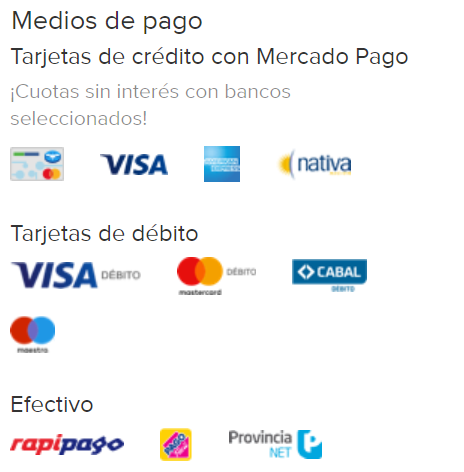 Medios de pago
Tarjetas de crédito con Mercado Pago
¡Cuotas sin interés con bancos
seleccionados!
VISA AMERICAN EXPRESS nativa
Tarjetas de débito
VISA DÉBITO mastercard DÉBITO CABAL DÉBITO
maestro
Efectivo
rapipago PAGO fácil Provincia NET